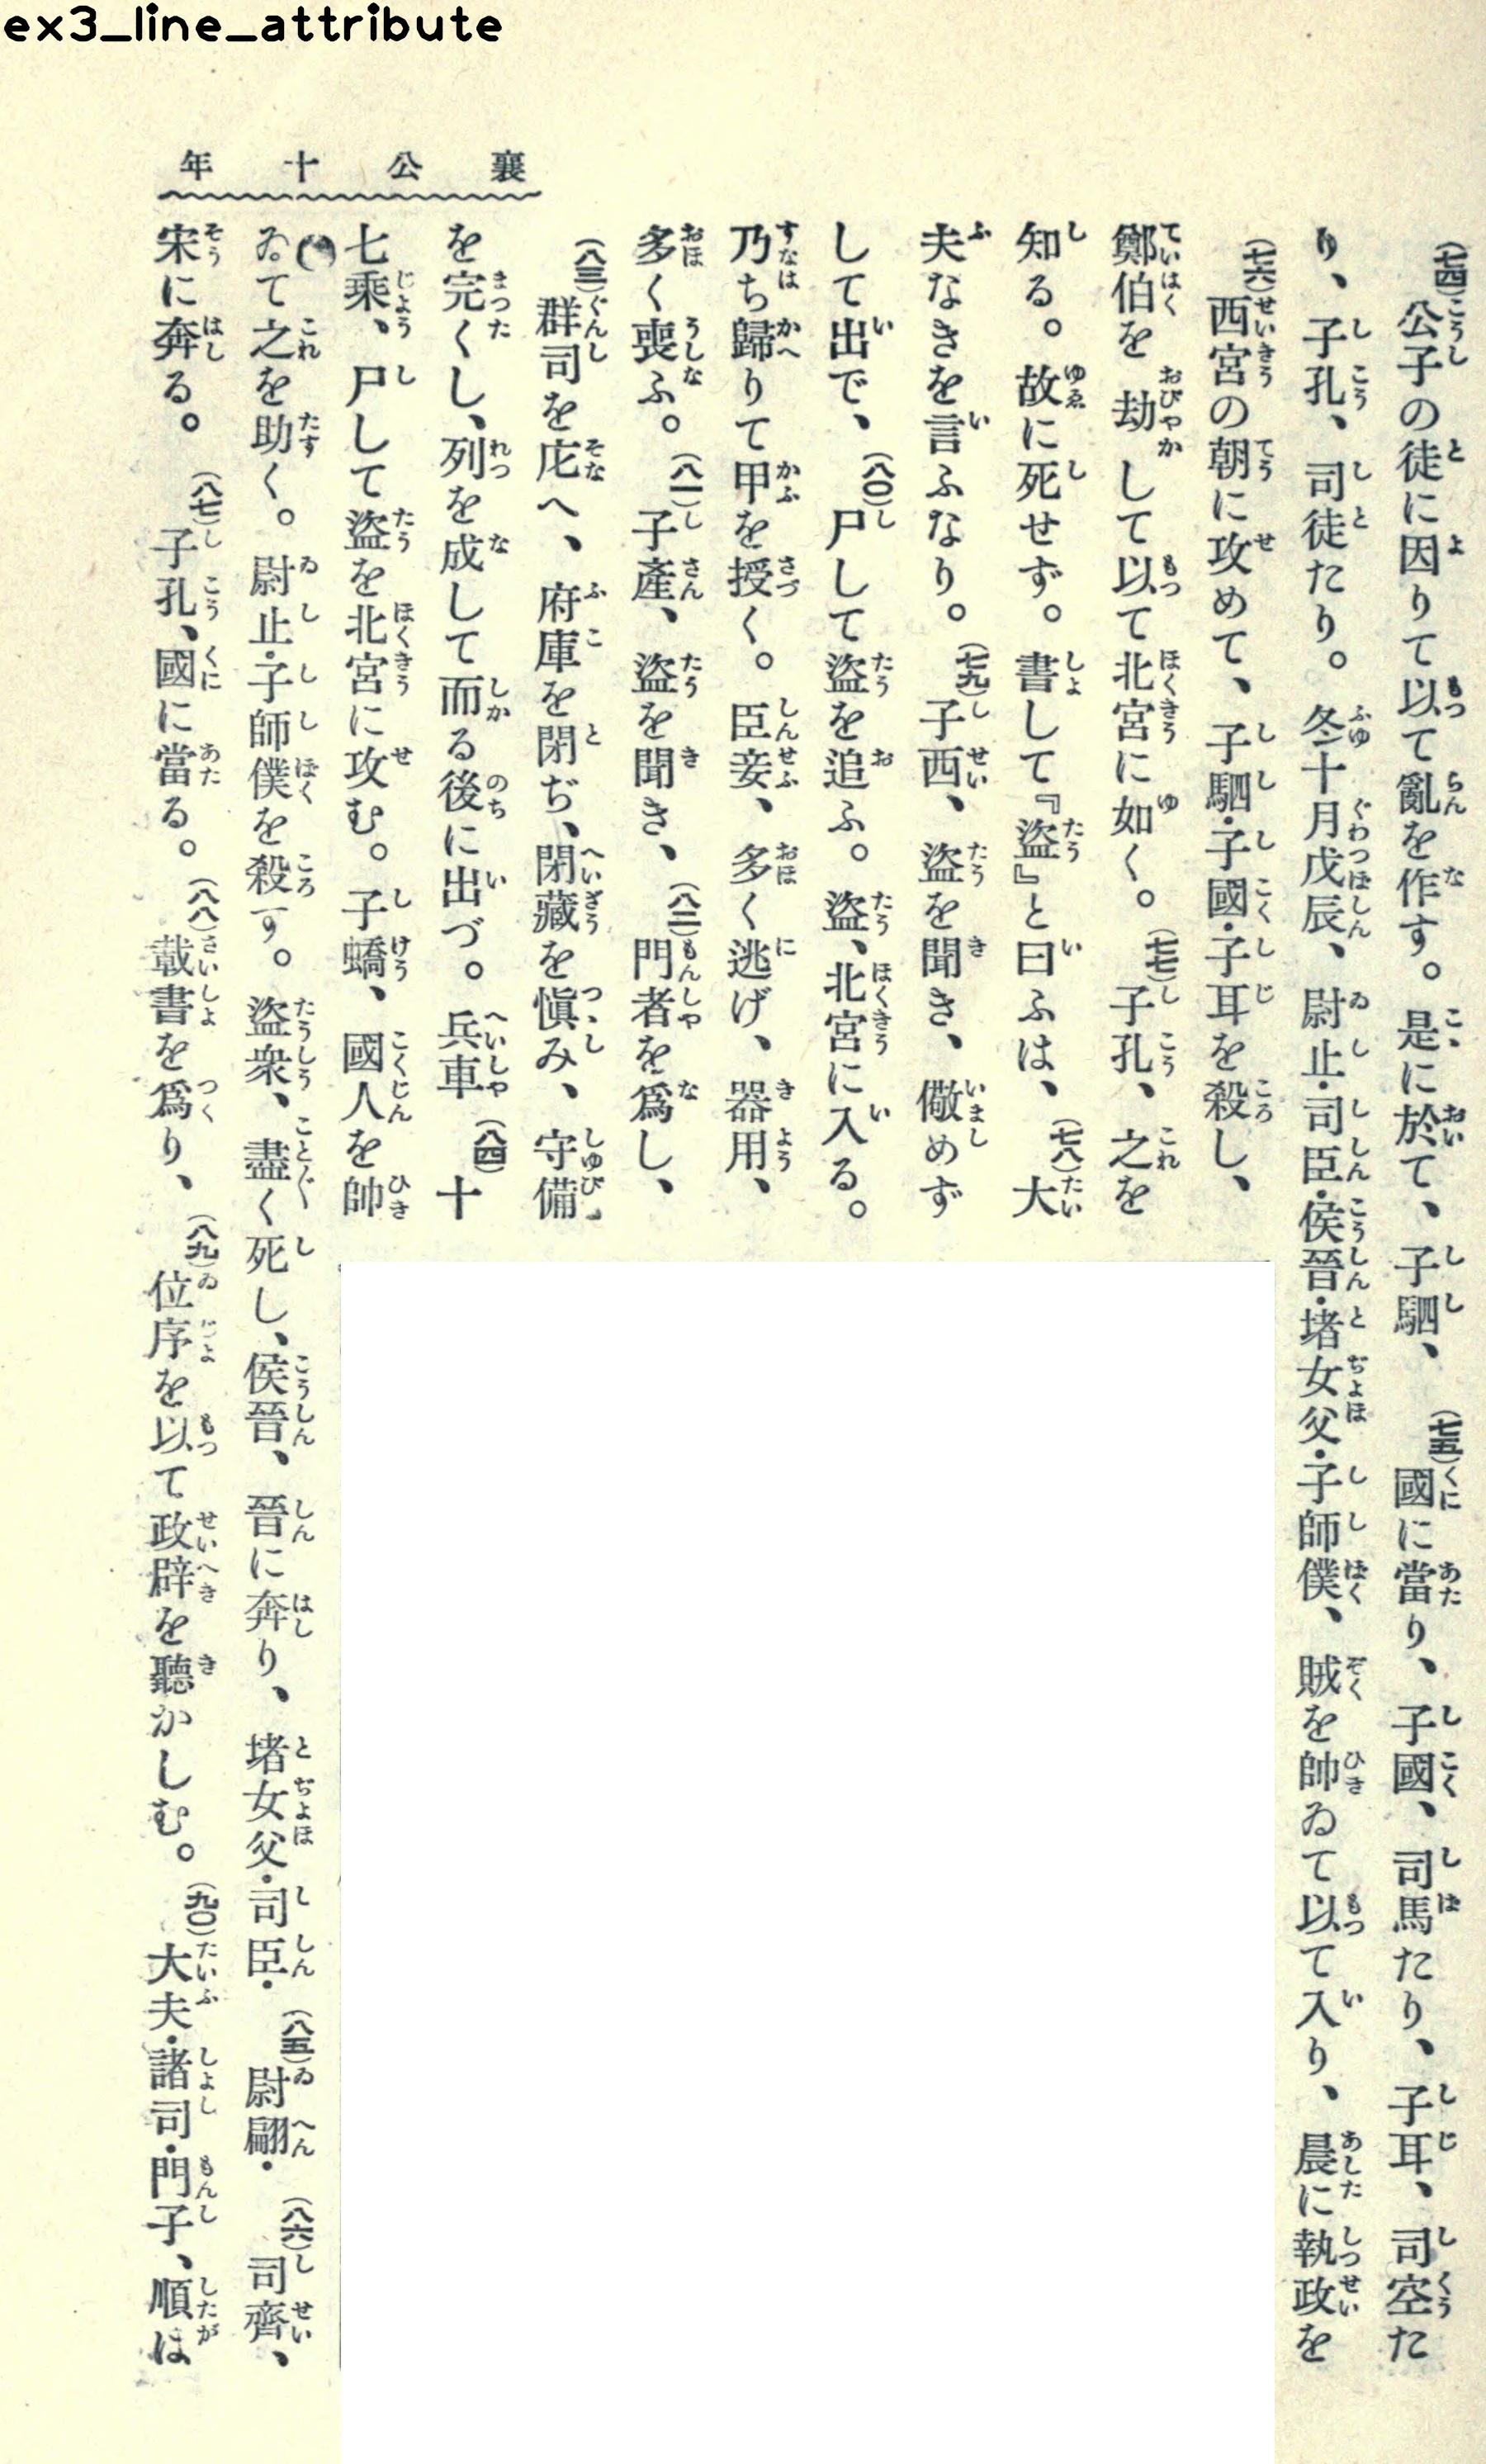 ex3_line_attribute
襄公十年
(七四)公子の徒に因りて以て亂を作す。是に於て、子駟、(七五)國に當り、子國、司馬たり、子耳、司空た
り、子孔、司徒たり。冬十月戊辰、尉止・司臣・侯晉・堵女父・子師僕、賊を帥ゐて以て入り、晨に執政を
(七六)西宮の朝に攻めて、子駟・子國・子耳を殺し、
鄭伯を劫して以て北宮に如く。(七七)子孔、之を
知る。故に死せず。書して『盜』と曰ふは、(七八)大
夫なきを言ふなり。(七九)子西、盜を聞き、儆めず
して出で、(八〇)尸して盜を追ふ。盜、北宮に入る。
乃ち歸りて甲を授く。臣妾、多く逃げ、器用、
多く喪ふ。(八一)子產、盜を聞き、(八二)門者を爲し、
(八三)群司を庀へ、府庫を閉ぢ、閉藏を愼み、守備
を完くし、列を成して而る後に出づ。兵車(八四)十
七乘、尸して盜を北宮に攻む。子蟜、國人を帥
ゐて之を助く。尉止・子師僕を殺す。盜衆、盡く死し、侯晉、晉に奔り、堵女父・司臣・(八五)尉翩・(八六)司齊、
宋に奔る。(八七)子孔、國に當る。(八八)載書を爲り、(八九)位序を以て政辟を聽かしむ。(九〇)大夫・諸司・門子、順は